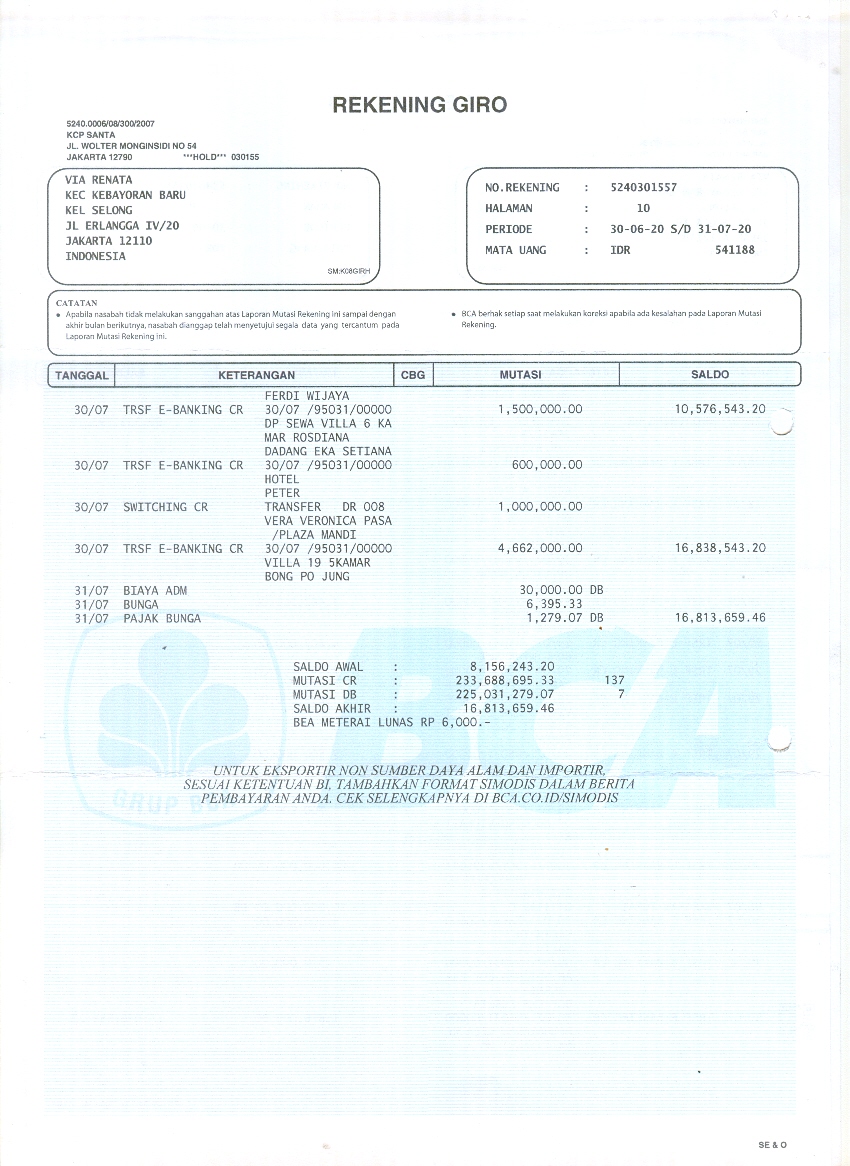 REKENING GIRO
5240.0006/08/300/2007
KCP SANTA
JL. WOLTER MONGINSIDI NO 54
JAKARTA 12790 ***HOLD*** 030155
VIA RENATA
KEC KEBAYORAN BARU
KEL SELONG
JL ERLANGGA IV/20
JAKARTA 12110
INDONESIA
SM:K08GIRH
NO.REKENING : 5240301557
HALAMAN : 10
PERIODE : 30-06-20 S/D 31-07-20
MATA UANG : IDR 541188
CATATAN
• Apabila nasabah tidak melakukan sanggahan atas Laporan Mutasi Rekening ini sampai dengan
akhir bulan berikutnya, nasabah dianggap telah menyetujui segala data yang tercantum pada
Laporan Mutasi Rekening ini.
• BCA berhak setiap saat melakukan koreksi apabila ada kesalahan pada Laporan Mutasi
Rekening.
TANGGAL KETERANGAN CBG MUTASI SALDO
FERDI WIJAYA
30/07 TRSF E-BANKING CR 30/07 /95031/00000 1,500,000.00 10,576,543.20
DP SEWA VILLA 6 KA
MAR ROSDIANA
DADANG EKA SETIANA
30/07 TRSF E-BANKING CR 30/07 /95031/00000 600,000.00
HOTEL
PETER
30/07 SWITCHING CR TRANSFER DR 008 1,000,000.00
VERA VERONICA PASA
/PLAZA MANDI
30/07 TRSF E-BANKING CR 30/07 /95031/00000 4,662,000.00 16,838,543.20
VILLA 19 5KAMAR
BONG PO JUNG
31/07 BIAYA ADM 30,000.00 DB
31/07 BUNGA 6,395.33
31/07 PAJAK BUNGA 1,279.07 DB 16,813,659.46
SALDO AWAL : 8,156,243.20
MUTASI CR : 233,688,695.33 137
MUTASI DB : 225,031,279.07 7
SALDO AKHIR : 16,813,659.46
BEA METERAI LUNAS RP 6,000.-
BCA
GRUP
UNTUK EKSPORTIR NON SUMBER DAYA ALAM DAN IMPORTIR,
SESUAI KETENTUAN BI, TAMBAHKAN FORMAT SIMODIS DALAM BERITA
PEMBAYARAN ANDA. CEK SELENGKAPNYA DI BCA.CO.ID/SIMODIS
SE & O